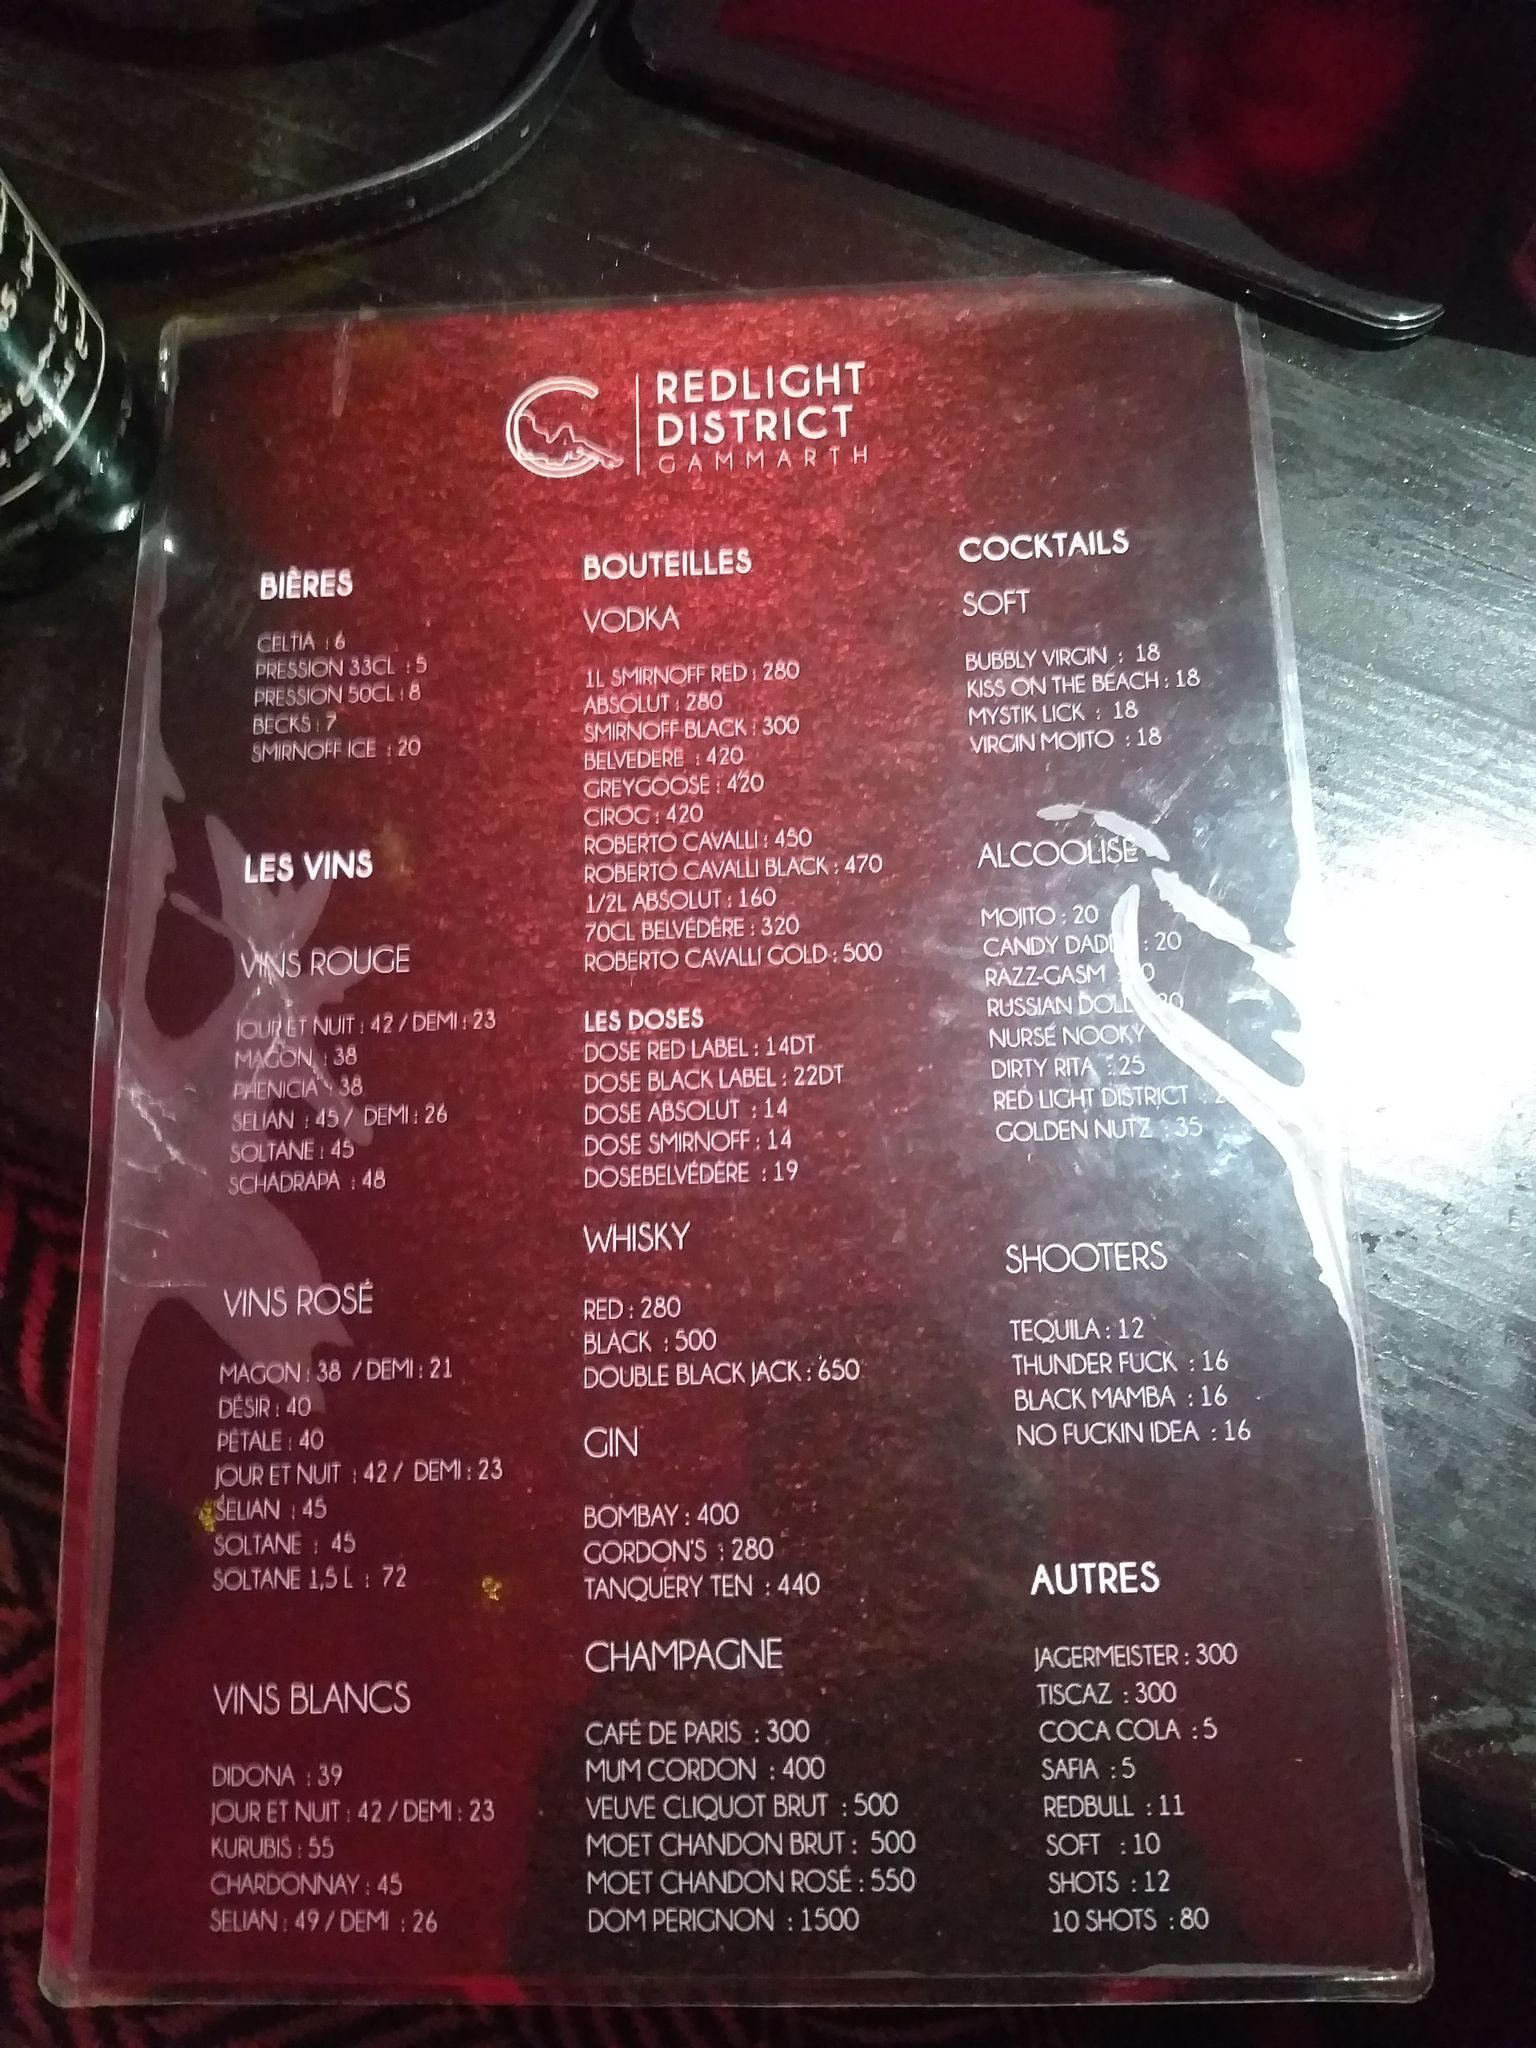 REDLIGHT
DISTRICT
GAMMARTH
BIÈRES
CELTIA : 6
PRESSION 33CL : 5
PRESSION 50CL : 8
BECKS : 7
SMIRNOFF ICE : 20
LES VINS
VINS ROUGE
JOUR ET NUIT : 42 / DEMI : 23
MAGON : 38
PHENICIA : 38
SELIAN : 45 / DEMI : 26
SOLTANE : 45
SCHADRAPA : 48
VINS ROSÉ
MAGON : 38 / DEMI : 21
DÉSIR : 40
PÉTALE : 40
JOUR ET NUIT : 42 / DEMI : 23
SELIAN : 45
SOLTANE : 45
SOLTANE 1,5 L : 72
VINS BLANCS
DIDONA : 39
JOUR ET NUIT : 42 / DEMI : 23
KURUBIS : 55
CHARDONNAY : 45
SELIAN : 49 / DEMI : 26
BOUTEILLES
VODKA
1L SMIRNOFF RED : 280
ABSOLUT : 280
SMIRNOFF BLACK : 300
BELVEDERE : 420
GREYGOOSE : 420
CIROC : 420
ROBERTO CAVALLI : 450
ROBERTO CAVALLI BLACK : 470
1/2L ABSOLUT : 160
70CL BELVÉDÈRE : 320
ROBERTO CAVALLI GOLD : 500
LES DOSES
DOSE RED LABEL : 14DT
DOSE BLACK LABEL : 22DT
DOSE ABSOLUT : 14
DOSE SMIRNOFF : 14
DOSEBELVÉDÈRE : 19
WHISKY
RED : 280
BLACK : 500
DOUBLE BLACK JACK : 650
GIN
BOMBAY : 400
GORDON'S : 280
TANQUERY TEN : 440
CHAMPAGNE
CAFÉ DE PARIS : 300
MUM CORDON : 400
VEUVE CLIQUOT BRUT : 500
MOET CHANDON BRUT : 500
MOET CHANDON ROSÉ : 550
DOM PERIGNON : 1500
COCKTAILS
SOFT
BUBBLY VIRGIN : 18
KISS ON THE BEACH : 18
MYSTIK LICK : 18
VIRGIN MOJITO : 18
ALCOOLISE
MOJITO : 20
CANDY : 20
RAZZ-GASM
RUSSIAN DOLL
NURSE NOOKY
DIRTY RITA : 25
RED LIGHT DISTRICT :
GOLDEN NUTZ : 35
SHOOTERS
TEQUILA : 12
THUNDER FUCK : 16
BLACK MAMBA : 16
NO FUCKIN IDEA : 16
AUTRES
JAGERMEISTER : 300
TISCAZ : 300
COCA COLA : 5
SAFIA : 5
REDBULL : 11
SOFT : 10
SHOTS : 12
10 SHOTS : 80